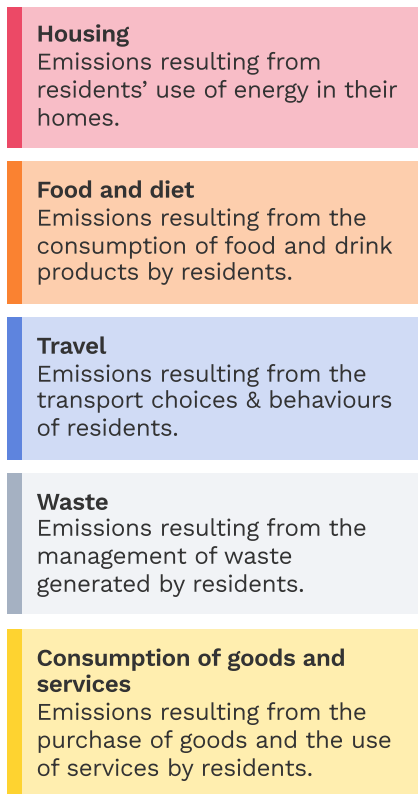 Housing
Emissions resulting from
residents’ use of energy in their
homes.
Food and diet
Emissions resulting from the
consumption of food and drink
products by residents.
Travel
Emissions resulting from the
transport choices & behaviours
of residents.
Waste
Emissions resulting from the
management of waste
generated by residents.
Consumption of goods and
services
Emissions resulting from the
purchase of goods and the use
of services by residents.